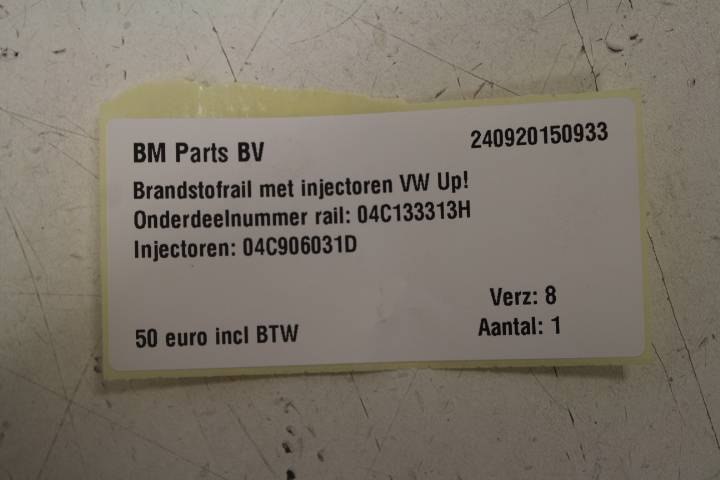 BM Parts BV 240920150933
Brandstofrail met injectoren VW Up!
Onderdeelnummer rail: 04C133313H
Injectoren: 04C906031D
Verz: 8
50 euro incl BTW Aantal: 1